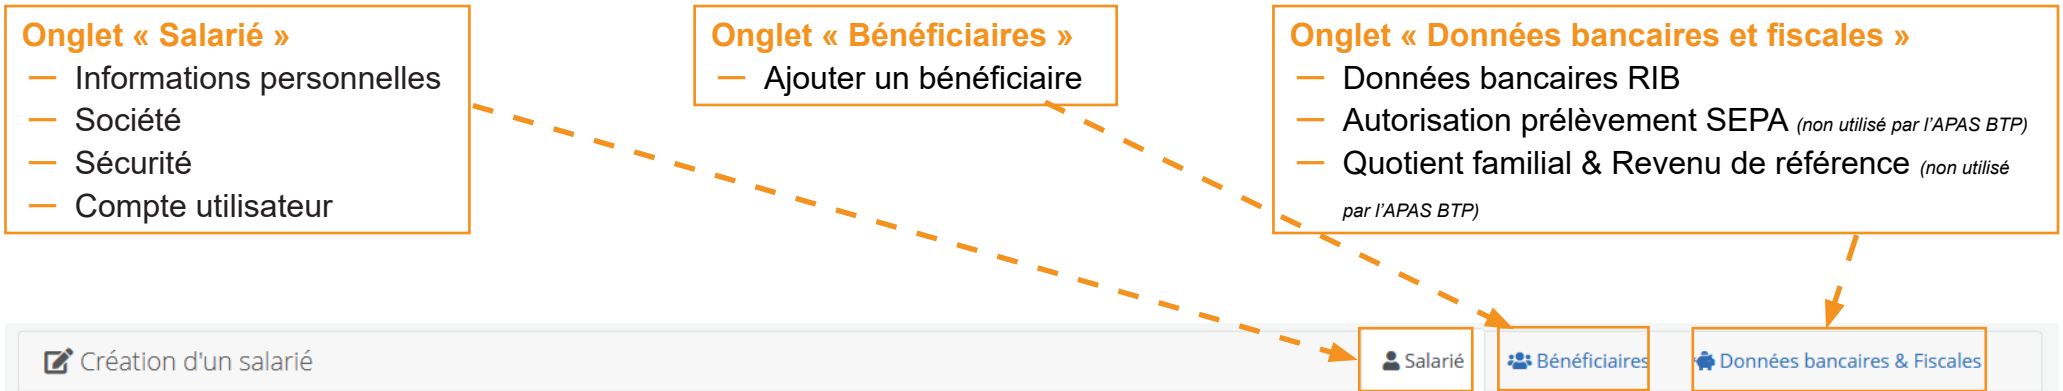 Onglet « Salarié »
— Informations personnelles
— Société
— Sécurité
— Compte utilisateur
Onglet « Bénéficiaires »
— Ajouter un bénéficiaire
Onglet « Données bancaires et fiscales »
— Données bancaires RIB
— Autorisation prélèvement SEPA (non utilisé par l’APAS BTP)
— Quotient familial & Revenu de référence (non utilisé
par l’APAS BTP)
Création d'un salarié
Salarié
Bénéficiaires
Données bancaires & Fiscales